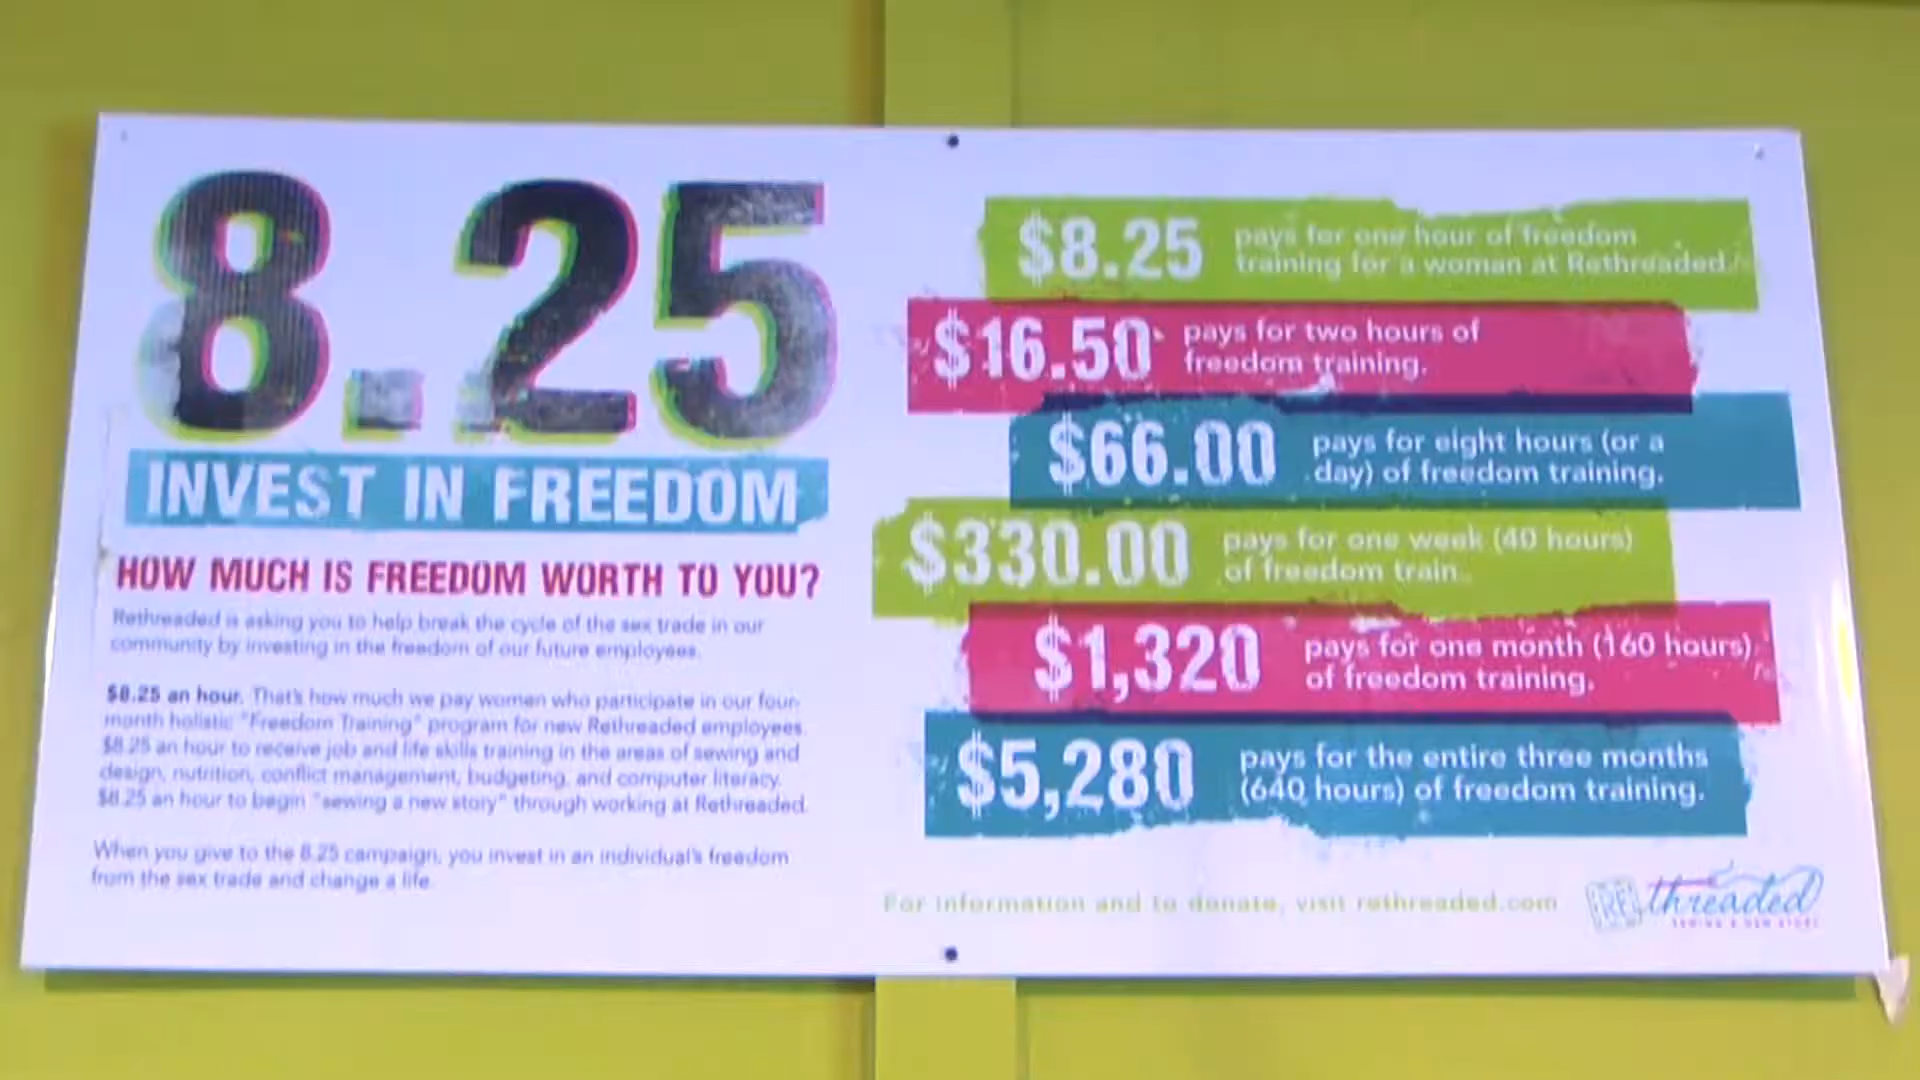 8.25
INVEST IN FREEDOM
HOW MUCH IS FREEDOM WORTH TO YOU?
Rethreaded is asking you to help break the cycle of the sex trade in our
community by investing in the freedom of our future employees.
$8.25 an hour. That's how much we pay women who participate in our four-
month holistic "Freedom Training" program for new Rethreaded employees.
$8.25 an hour to receive job and life skills training in the areas of sewing and
design, nutrition, conflict management, budgeting, and computer literacy.
$8.25 an hour to begin "sewing a new story" through working at Rethreaded.
When you give to the 8.25 campaign, you invest in an individual's freedom
from the sex trade and change a life.
$8.25 pays for one hour of freedom
training for a woman at Rethreaded.
$16.50 pays for two hours of
freedom training.
$66.00 pays for eight hours (or a
day) of freedom training.
$330.00 pays for one week (40 hours)
of freedom train.
$1,320 pays for one month (160 hours)
of freedom training.
$5,280 pays for the entire three months
(640 hours) of freedom training.
For information and to donate, visit rethreaded.com
[RE]threaded
SEWING A NEW STORY